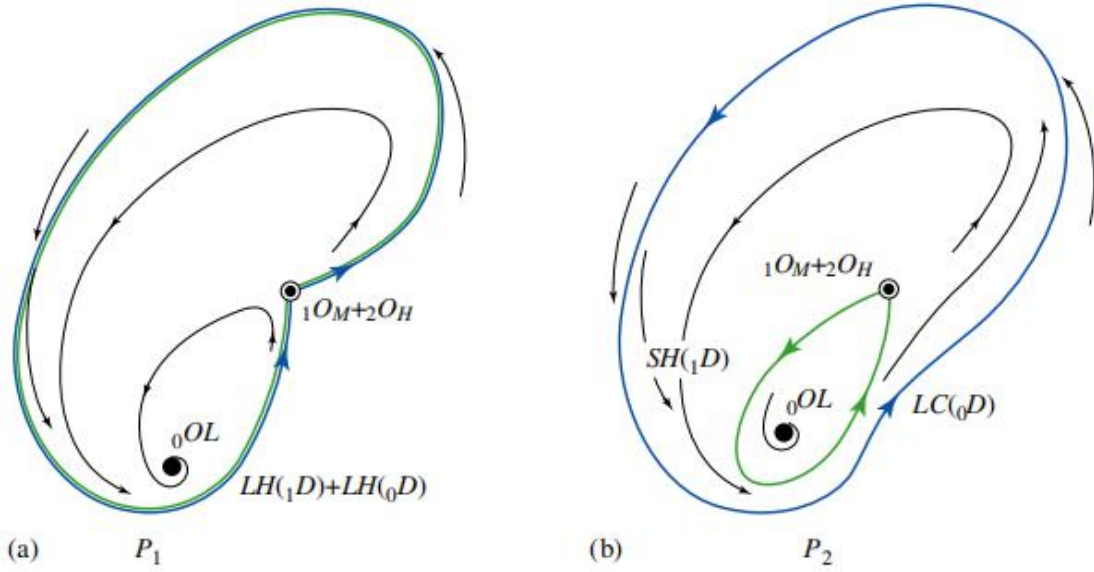 ₁O_M+₂O_H
₀OL
LH(₁D)+LH(₀D)
(a) P₁
₁O_M+₂O_H
SH(₁D)
₀OL
LC(₀D)
(b) P₂